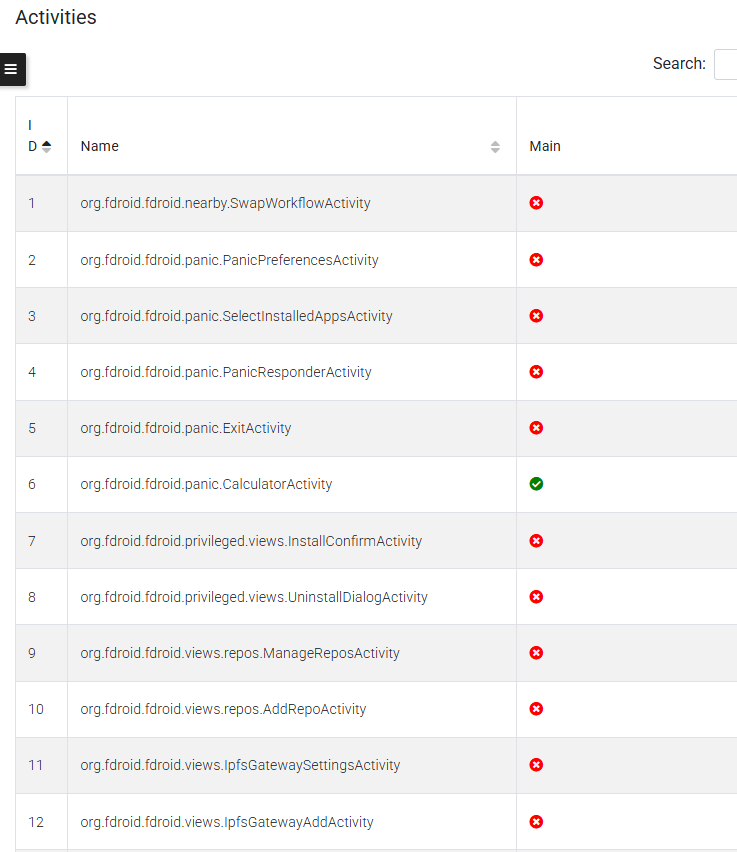 Activities
Search:
I
D
Name
Main
1 org.fdroid.fdroid.nearby.SwapWorkflowActivity
2 org.fdroid.fdroid.panic.PanicPreferencesActivity
3 org.fdroid.fdroid.panic.SelectInstalledAppsActivity
4 org.fdroid.fdroid.panic.PanicResponderActivity
5 org.fdroid.fdroid.panic.ExitActivity
6 org.fdroid.fdroid.panic.CalculatorActivity
7 org.fdroid.fdroid.privileged.views.InstallConfirmActivity
8 org.fdroid.fdroid.privileged.views.UninstallDialogActivity
9 org.fdroid.fdroid.views.repos.ManageReposActivity
10 org.fdroid.fdroid.views.repos.AddRepoActivity
11 org.fdroid.fdroid.views.IpfsGatewaySettingsActivity
12 org.fdroid.fdroid.views.IpfsGatewayAddActivity